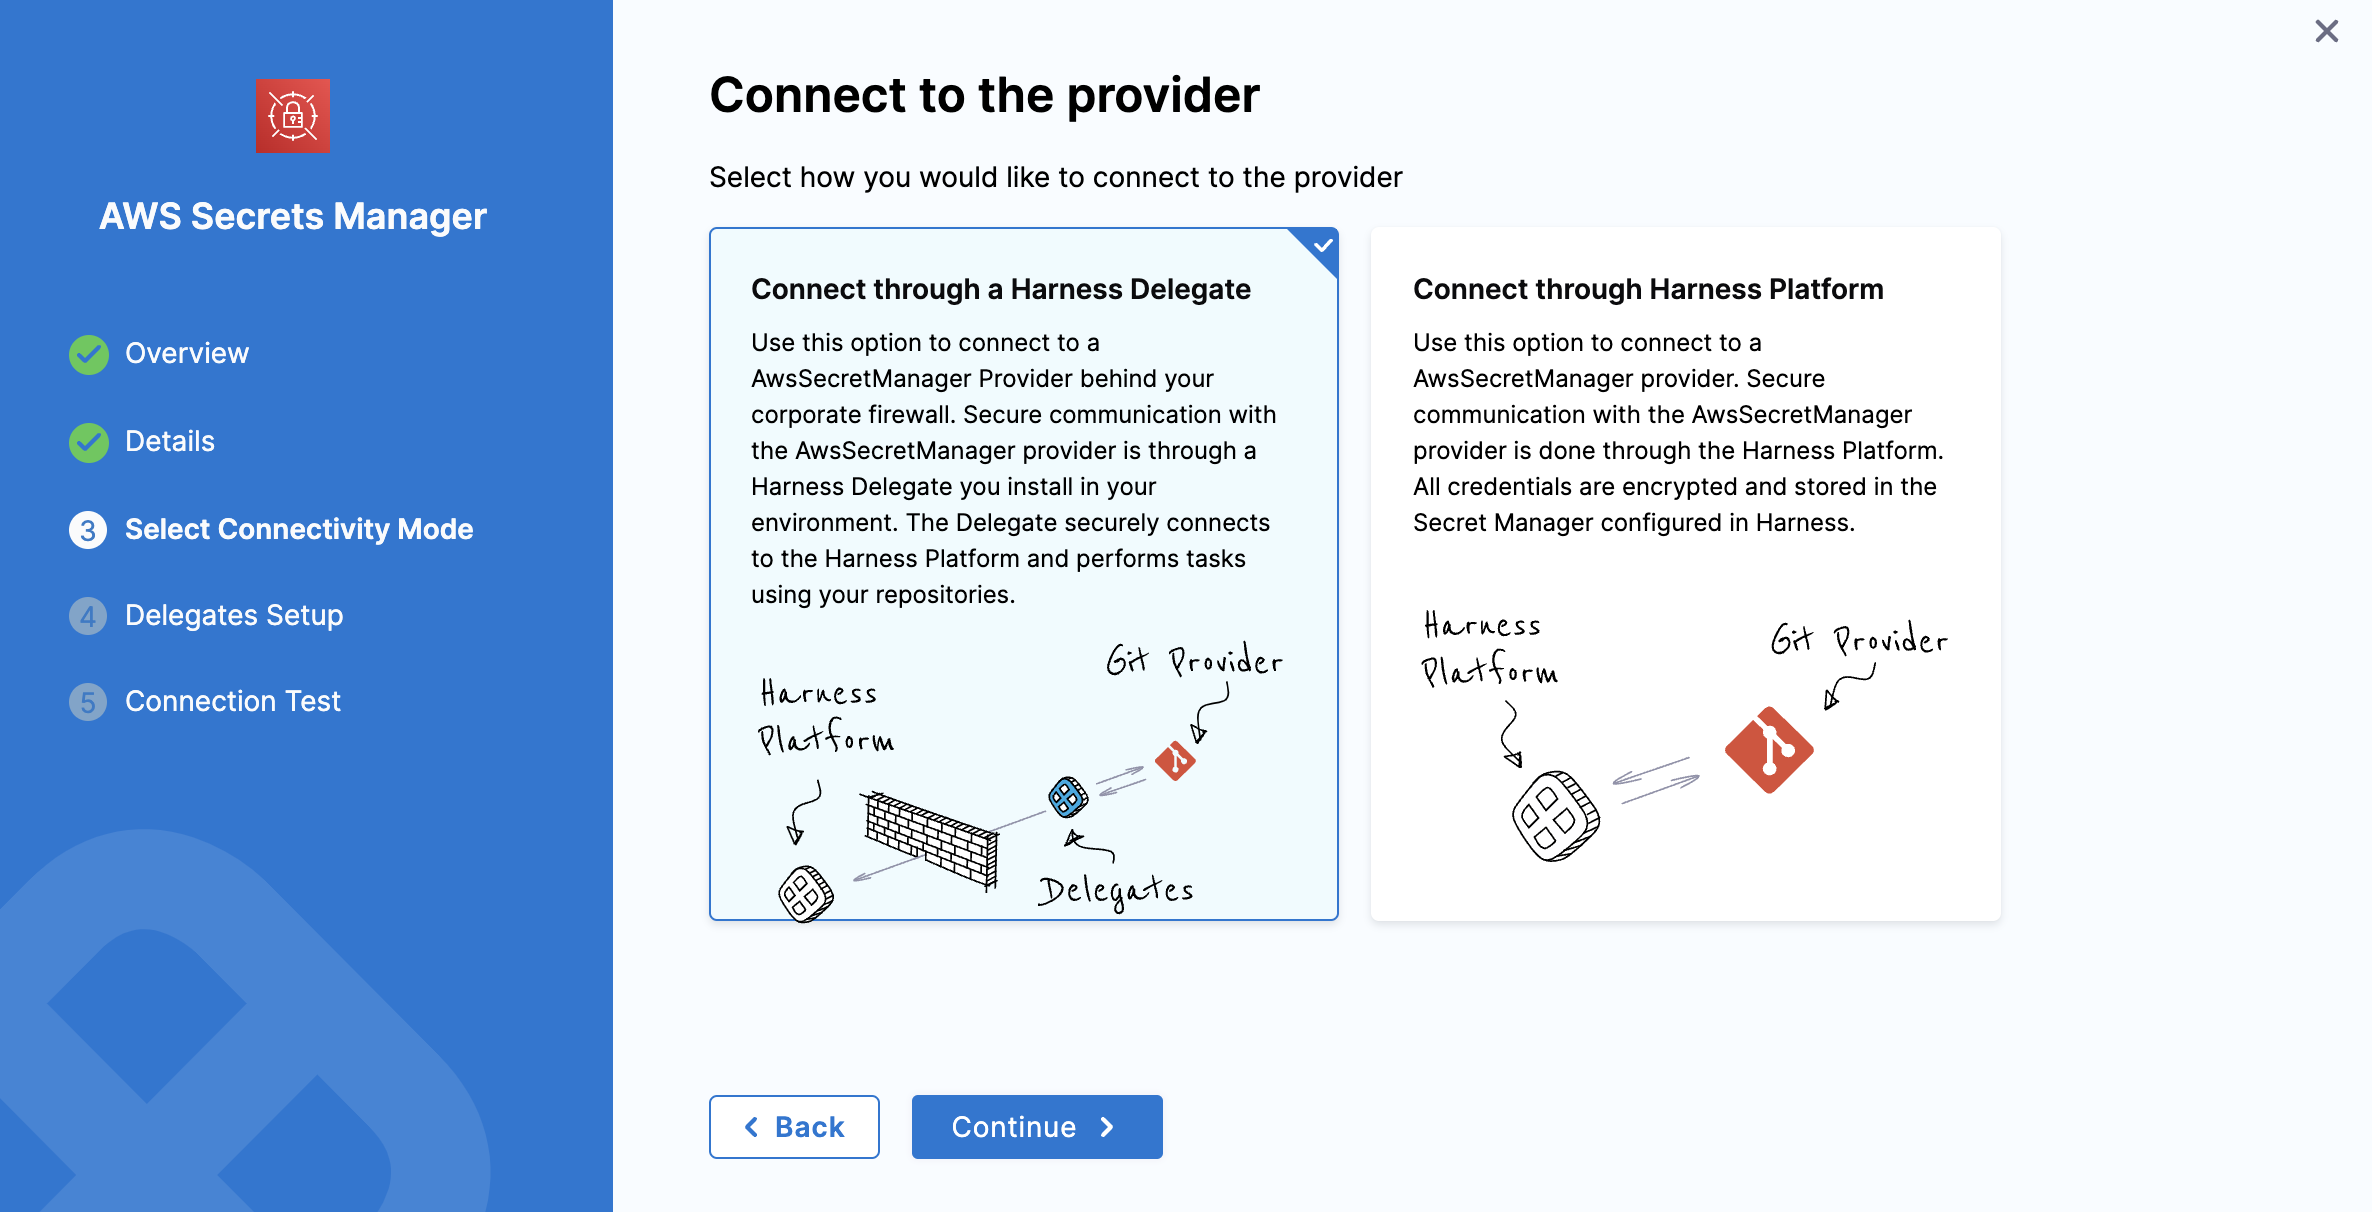 AWS Secrets Manager
Overview
Details
3 Select Connectivity Mode
4 Delegates Setup
5 Connection Test
Connect to the provider
Select how you would like to connect to the provider
Connect through a Harness Delegate
Use this option to connect to a
AwsSecretManager Provider behind your
corporate firewall. Secure communication with
the AwsSecretManager provider is through a
Harness Delegate you install in your
environment. The Delegate securely connects
to the Harness Platform and performs tasks
using your repositories.
Git Provider
Harness
Platform
Delegates
Connect through Harness Platform
Use this option to connect to a
AwsSecretManager provider. Secure
communication with the AwsSecretManager
provider is done through the Harness Platform.
All credentials are encrypted and stored in the
Secret Manager configured in Harness.
Harness
Platform
Git Provider
Back
Continue